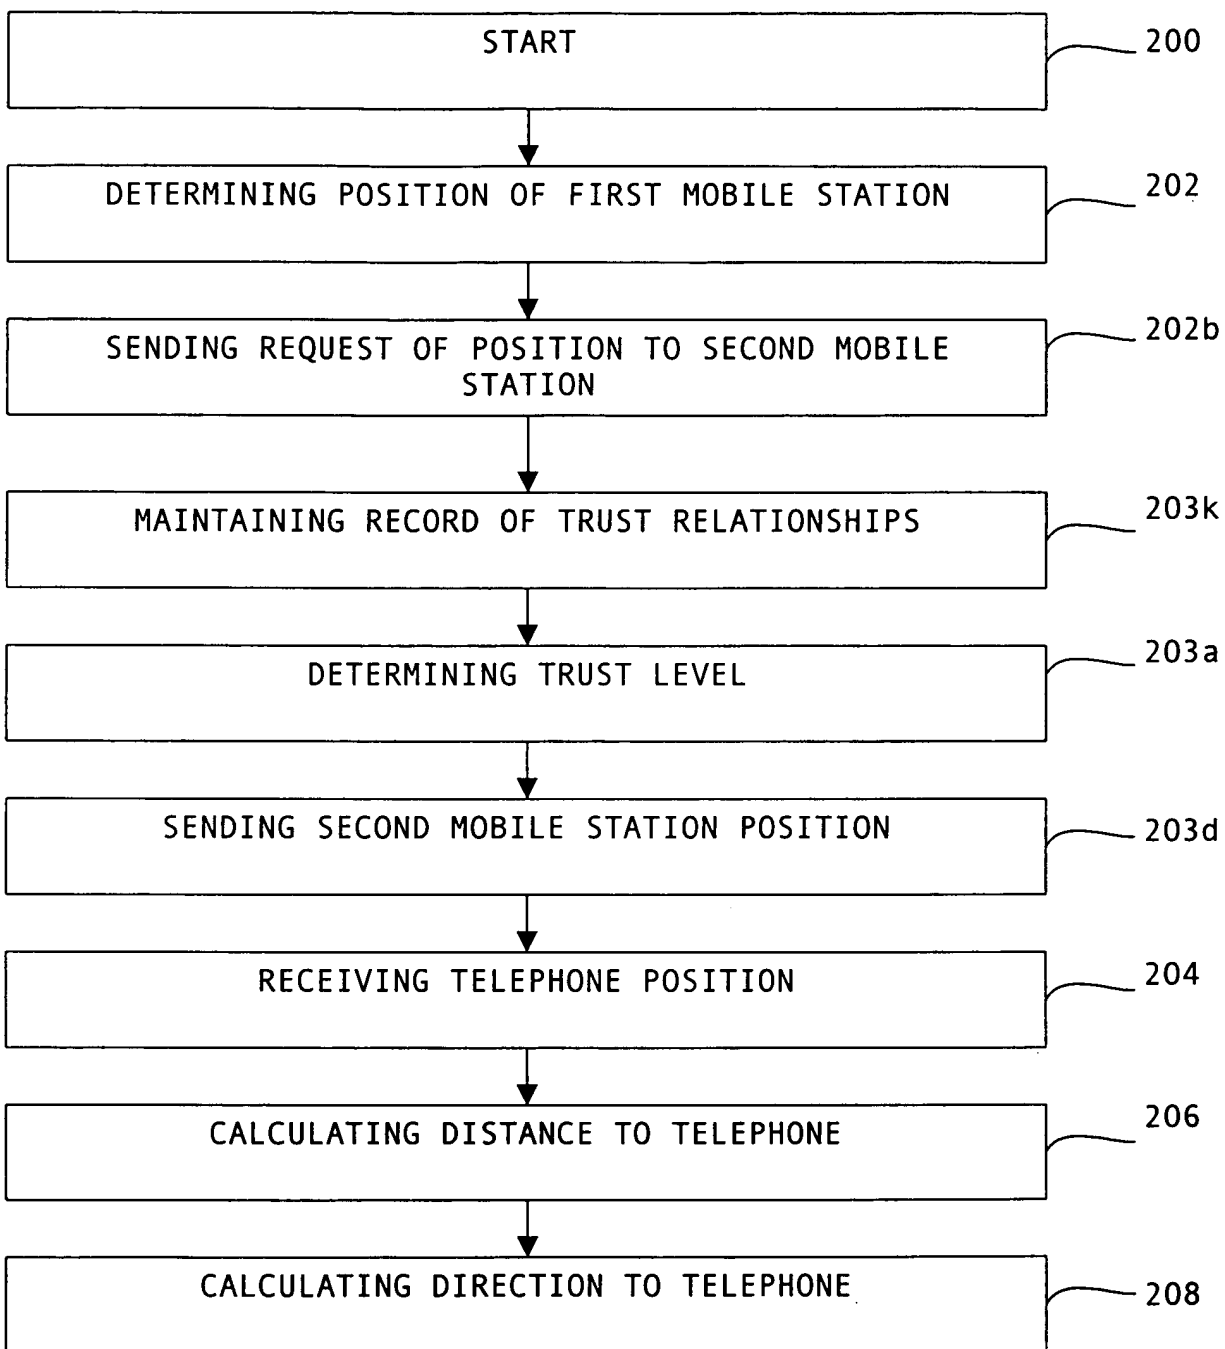 START
200
DETERMINING POSITION OF FIRST MOBILE STATION
202
SENDING REQUEST OF POSITION TO SECOND MOBILE
STATION
202b
MAINTAINING RECORD OF TRUST RELATIONSHIPS
203k
DETERMINING TRUST LEVEL
203a
SENDING SECOND MOBILE STATION POSITION
203d
RECEIVING TELEPHONE POSITION
204
CALCULATING DISTANCE TO TELEPHONE
206
CALCULATING DIRECTION TO TELEPHONE
208